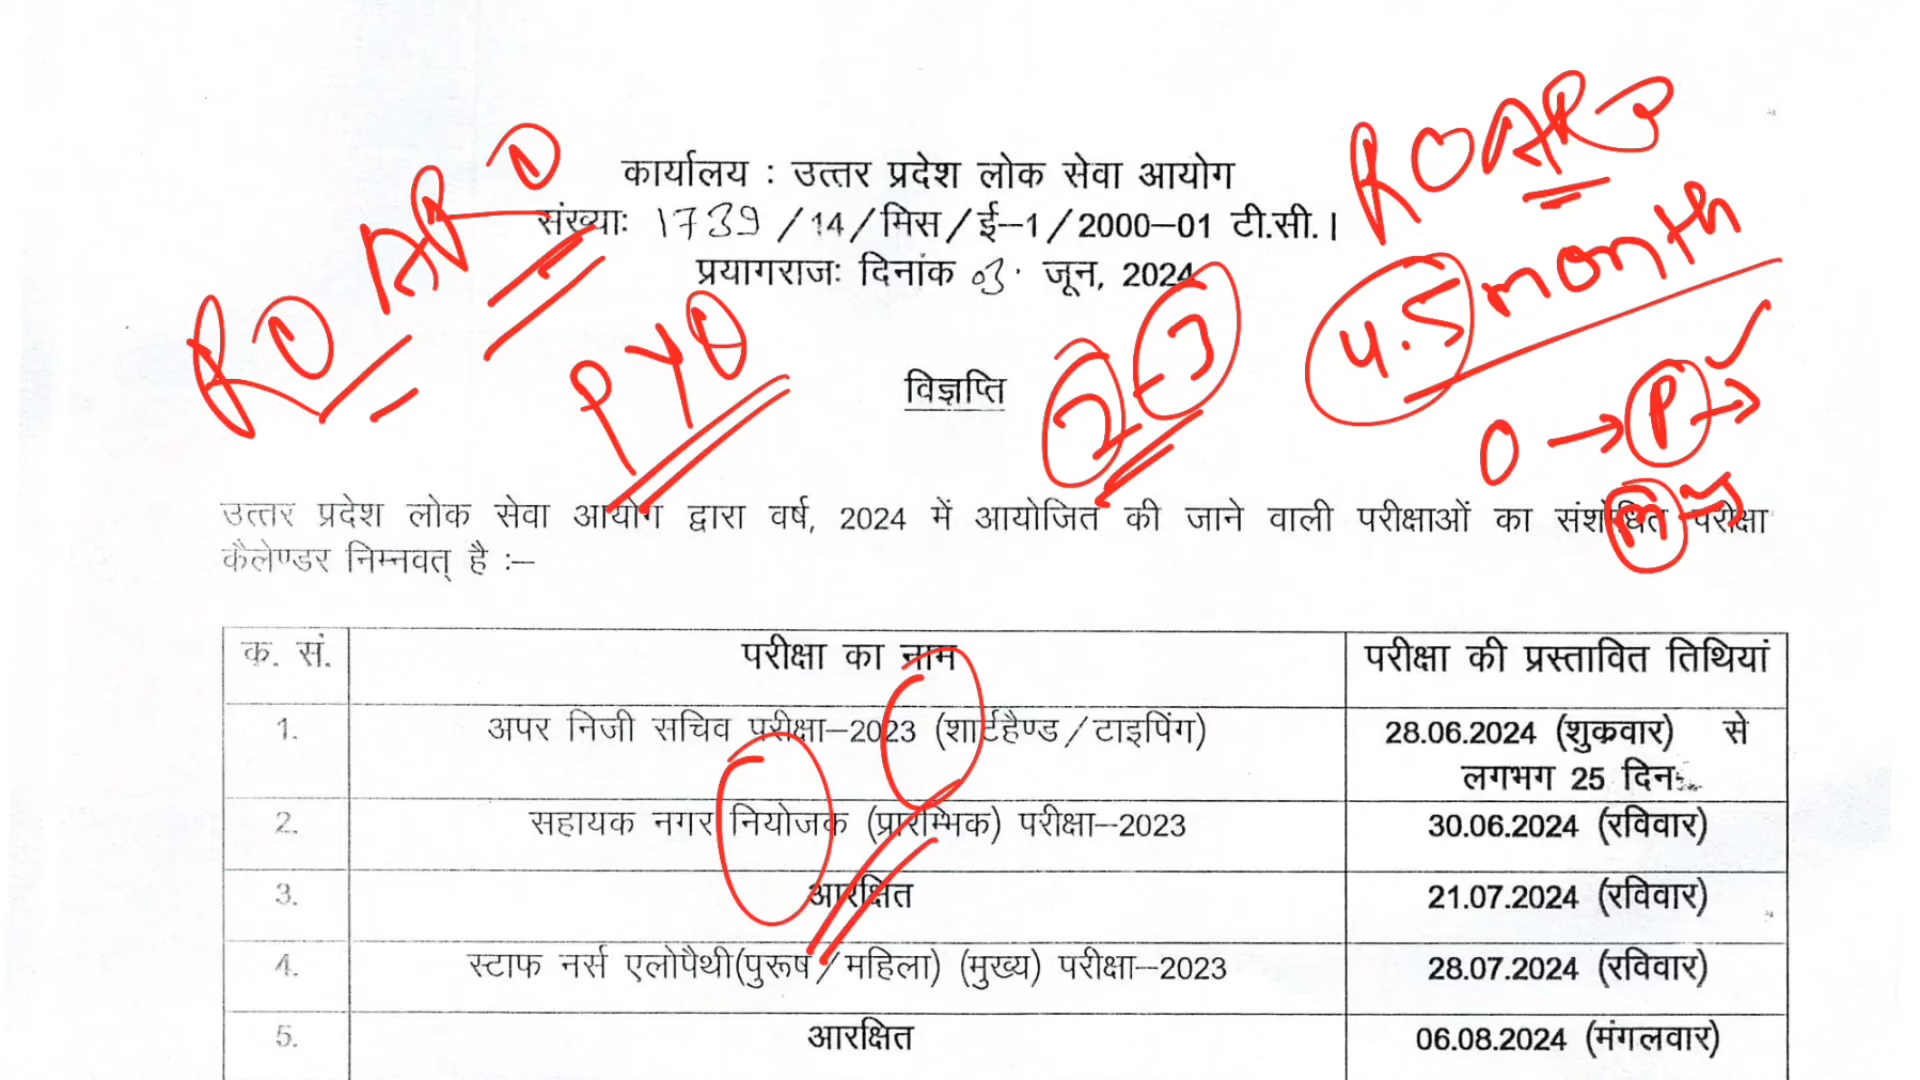 कार्यालय : उत्तर प्रदेश लोक सेवा आयोग
संख्याः 1739 /14/मिस/ई–1/2000–01 टी.सी.।
प्रयागराजः दिनांक 03. जून, 2024
ROARO
ROARO
4.5 month
PYQ
2-3
O → P →
विज्ञप्ति
उत्तर प्रदेश लोक सेवा आयोग द्वारा वर्ष, 2024 में आयोजित की जाने वाली परीक्षाओं का संशोधित परीक्षा
कैलेण्डर निम्नवत् है :–
क. सं. परीक्षा का नाम परीक्षा की प्रस्तावित तिथियां
1. अपर निजी सचिव परीक्षा–2023 (शार्टहैण्ड/टाइपिंग) 28.06.2024 (शुक्रवार) से
लगभग 25 दिन
2. सहायक नगर नियोजक (प्रारम्भिक) परीक्षा–2023 30.06.2024 (रविवार)
3. आरक्षित 21.07.2024 (रविवार)
4. स्टाफ नर्स एलोपैथी(पुरूष/महिला) (मुख्य) परीक्षा–2023 28.07.2024 (रविवार)
5. आरक्षित 06.08.2024 (मंगलवार)